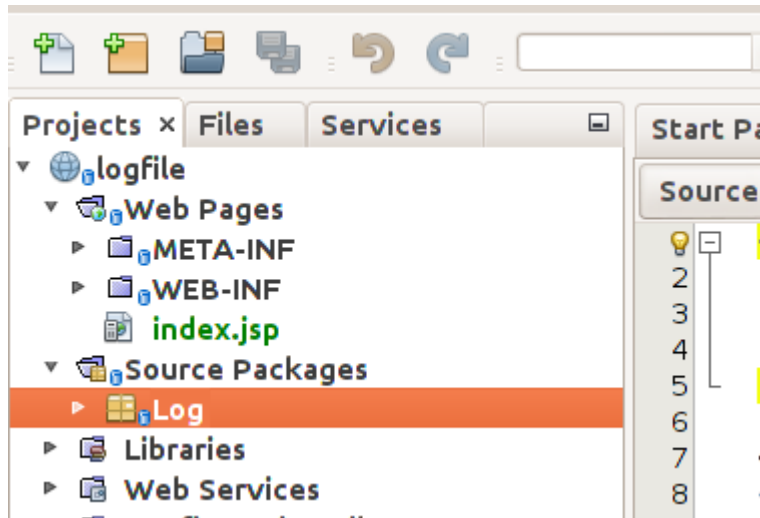 Projects × Files Services
Start Pa
logfile
Source
Web Pages
META-INF
WEB-INF
2
3
index.jsp
4
Source Packages
5
Log
6
Libraries
7
Web Services
8